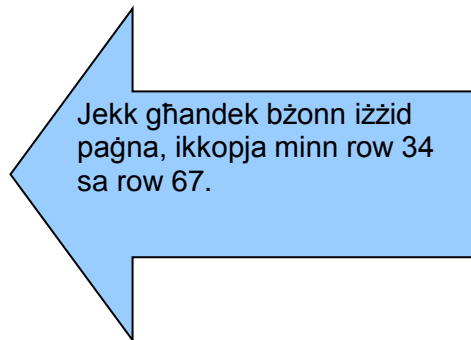 Jekk għandek bżonn iżżid
paġna, ikkopja minn row 34
sa row 67.